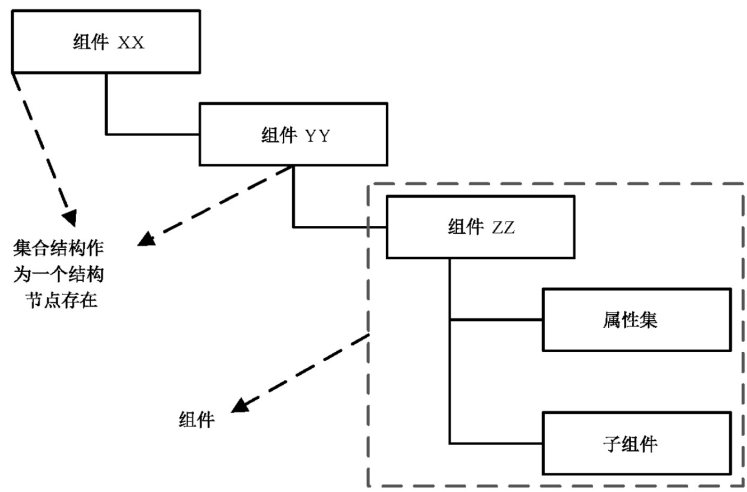 组件 XX
组件 YY
组件 ZZ
集合结构作
为一个结构
节点存在
属性集
组件
子组件